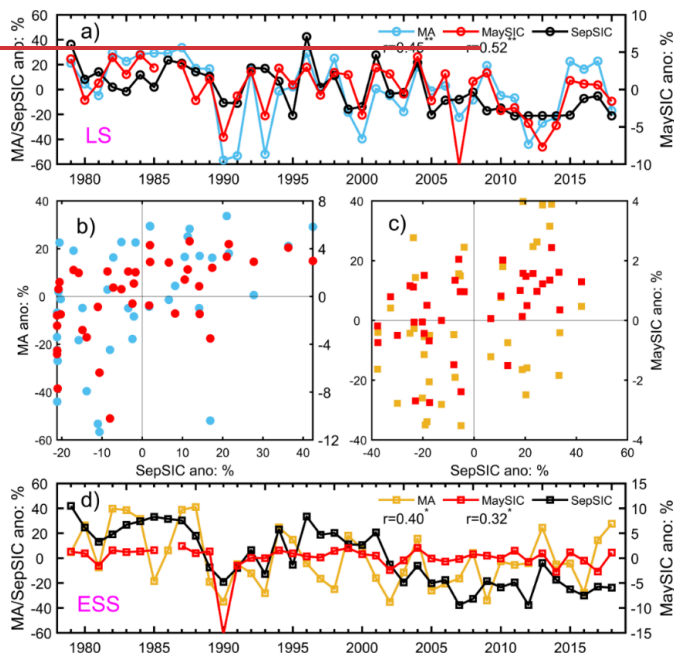 a) MA MaySIC SepSIC
r=0.45** r=0.52**
60 40 20 0 -20 -40 -60
MA/SepSIC ano: %
10 5 0 -5 -10
MaySIC ano: %
LS
1980 1985 1990 1995 2000 2005 2010 2015
b)
40 20 0 -20 -40 -60
MA ano: %
8 4 0 -4 -8 -12
-20 -10 0 10 20 30 40
SepSIC ano: %
c)
40 20 0 -20 -40
4 2 0 2 -4
MaySIC ano: %
-40 -20 0 20 40 60
SepSIC ano: %
d) MA MaySIC SepSIC
r=0.40* r=0.32*
60 40 20 0 -20 -40 -60
MA/SepSIC ano: %
15 10 5 0 -5 -10 -15
MaySIC ano: %
ESS
1980 1985 1990 1995 2000 2005 2010 2015